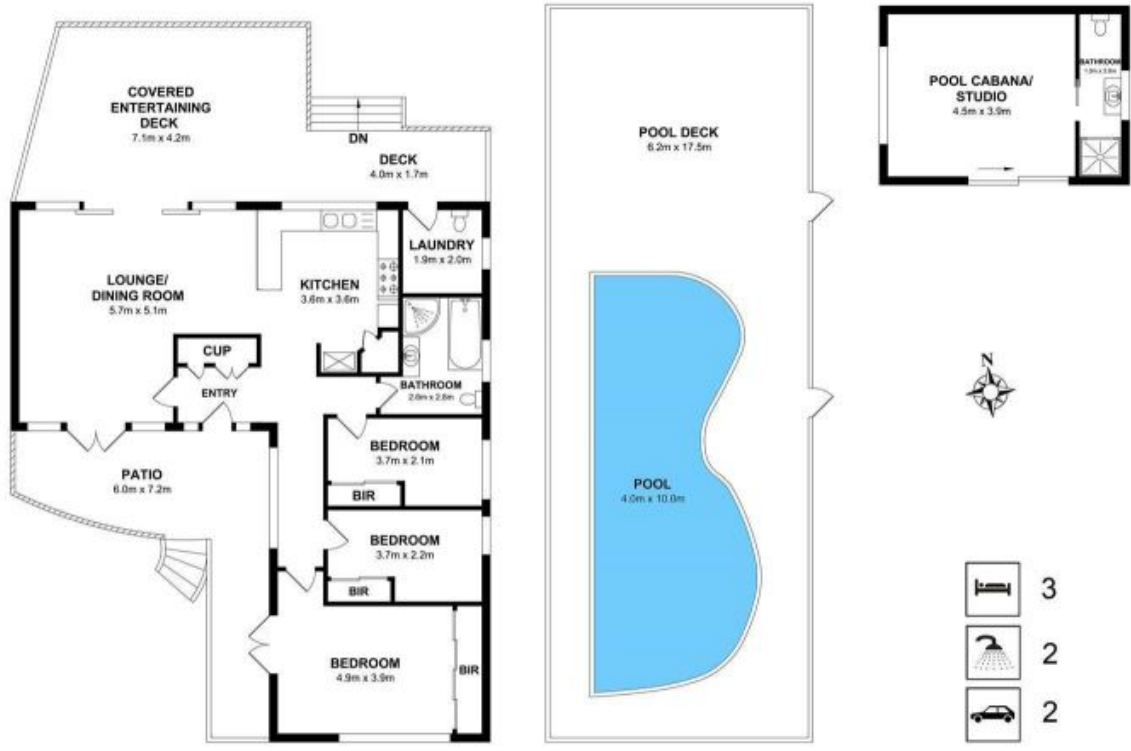 COVERED
ENTERTAINING
DECK
7.1m x 4.2m
DN
DECK
4.0m x 1.7m
LOUNGE/
DINING ROOM
5.7m x 5.1m
KITCHEN
3.6m x 3.6m
LAUNDRY
1.9m x 2.0m
CUP
ENTRY
BATHROOM
2.6m x 2.8m
PATIO
6.0m x 7.2m
BEDROOM
3.7m x 2.1m
BIR
BEDROOM
3.7m x 2.2m
BIR
BEDROOM
4.9m x 3.9m
BIR
POOL DECK
6.2m x 17.5m
POOL
4.0m x 10.0m
POOL CABANA/
STUDIO
4.5m x 3.9m
BATHROOM
N
3
2
2